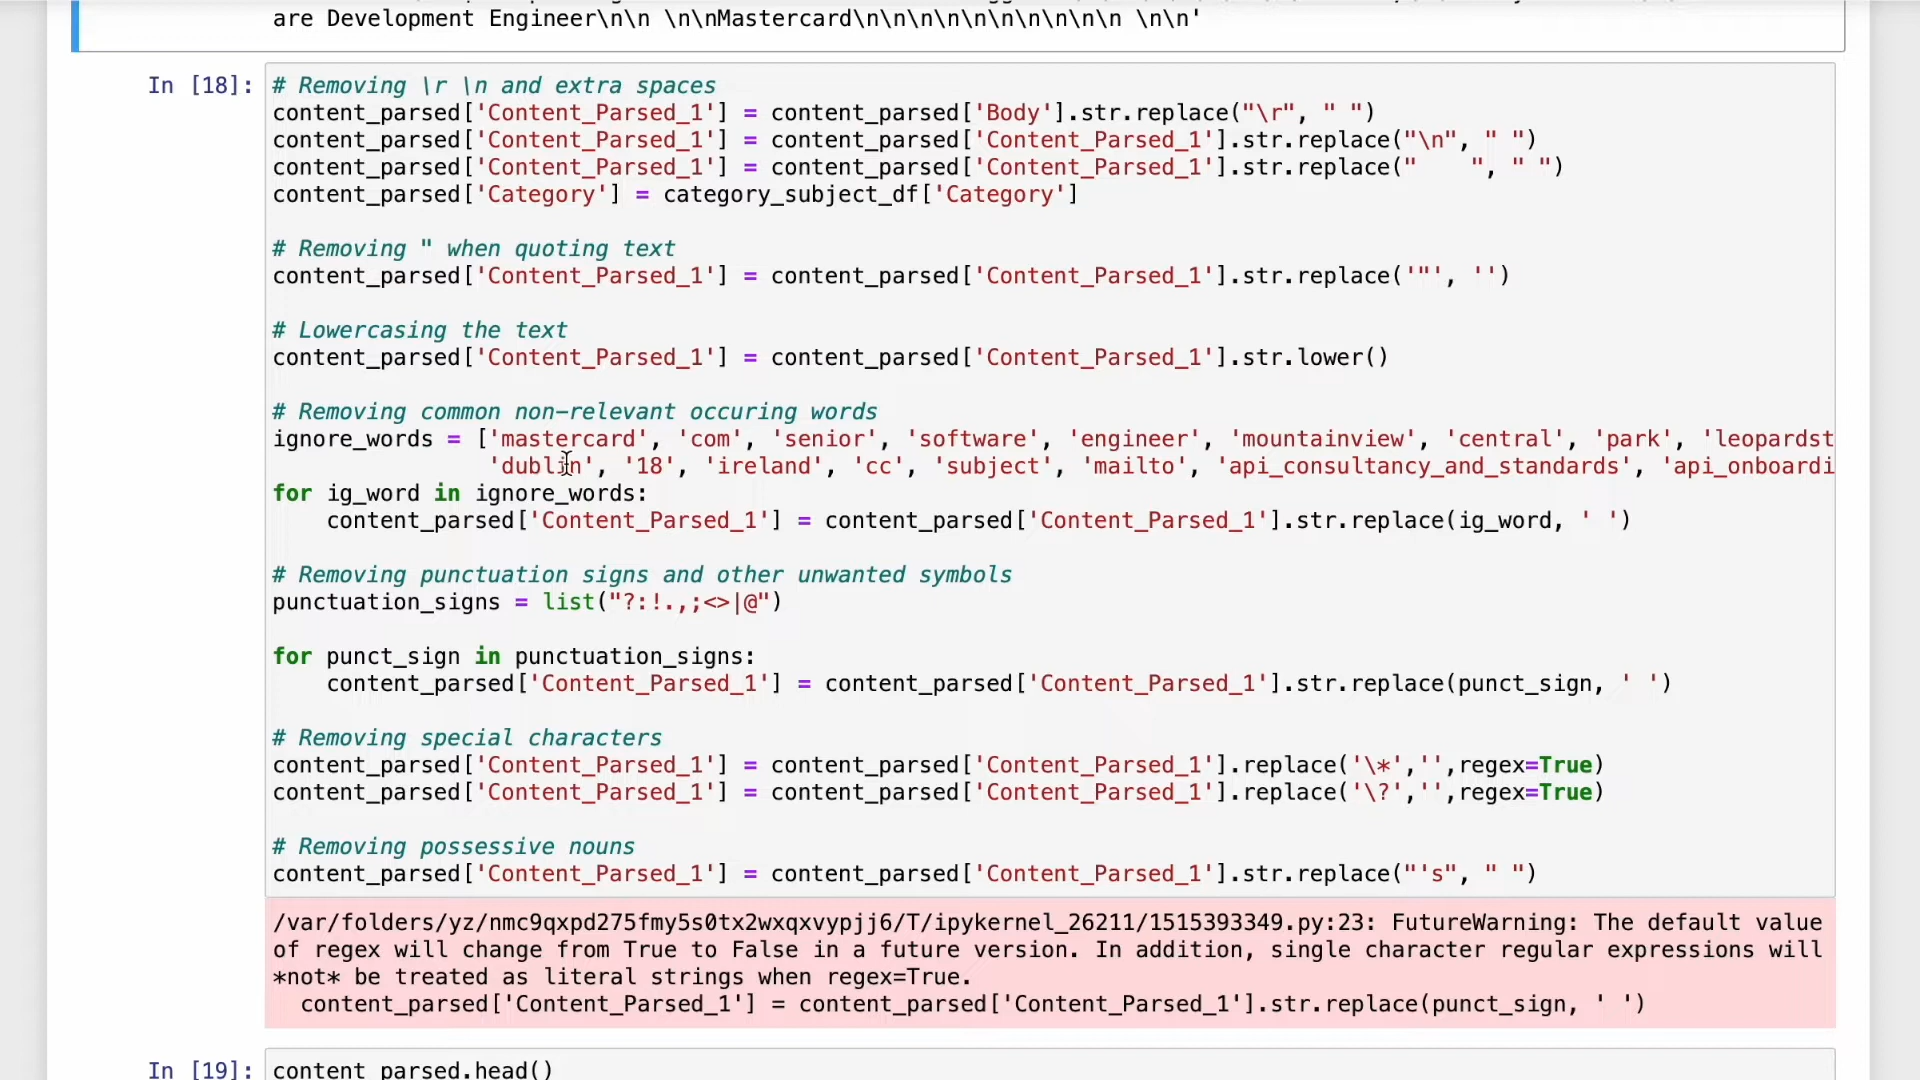 are Development Engineer\n\n \n\nMastercard\n\n\n\n\n\n\n\n\n\n \n\n'
In [18]:
# Removing \r \n and extra spaces
content_parsed['Content_Parsed_1'] = content_parsed['Body'].str.replace("\r", " ")
content_parsed['Content_Parsed_1'] = content_parsed['Content_Parsed_1'].str.replace("\n", " ")
content_parsed['Content_Parsed_1'] = content_parsed['Content_Parsed_1'].str.replace("    ", " ")
content_parsed['Category'] = category_subject_df['Category']
# Removing " when quoting text
content_parsed['Content_Parsed_1'] = content_parsed['Content_Parsed_1'].str.replace('"', '')
# Lowercasing the text
content_parsed['Content_Parsed_1'] = content_parsed['Content_Parsed_1'].str.lower()
# Removing common non-relevant occuring words
ignore_words = ['mastercard', 'com', 'senior', 'software', 'engineer', 'mountainview', 'central', 'park', 'leopardst
'dublin', '18', 'ireland', 'cc', 'subject', 'mailto', 'api_consultancy_and_standards', 'api_onboardi
for ig_word in ignore_words:
    content_parsed['Content_Parsed_1'] = content_parsed['Content_Parsed_1'].str.replace(ig_word, ' ')
# Removing punctuation signs and other unwanted symbols
punctuation_signs = list("?:!.,;<>|@")
for punct_sign in punctuation_signs:
    content_parsed['Content_Parsed_1'] = content_parsed['Content_Parsed_1'].str.replace(punct_sign, ' ')
# Removing special characters
content_parsed['Content_Parsed_1'] = content_parsed['Content_Parsed_1'].replace('\*','',regex=True)
content_parsed['Content_Parsed_1'] = content_parsed['Content_Parsed_1'].replace('\?','',regex=True)
# Removing possessive nouns
content_parsed['Content_Parsed_1'] = content_parsed['Content_Parsed_1'].str.replace("'s", " ")
/var/folders/yz/nmc9qxpd275fmy5s0tx2wxqxvypjj6/T/ipykernel_26211/1515393349.py:23: FutureWarning: The default value
of regex will change from True to False in a future version. In addition, single character regular expressions will
*not* be treated as literal strings when regex=True.
  content_parsed['Content_Parsed_1'] = content_parsed['Content_Parsed_1'].str.replace(punct_sign, ' ')
In [19]:
content_parsed.head()